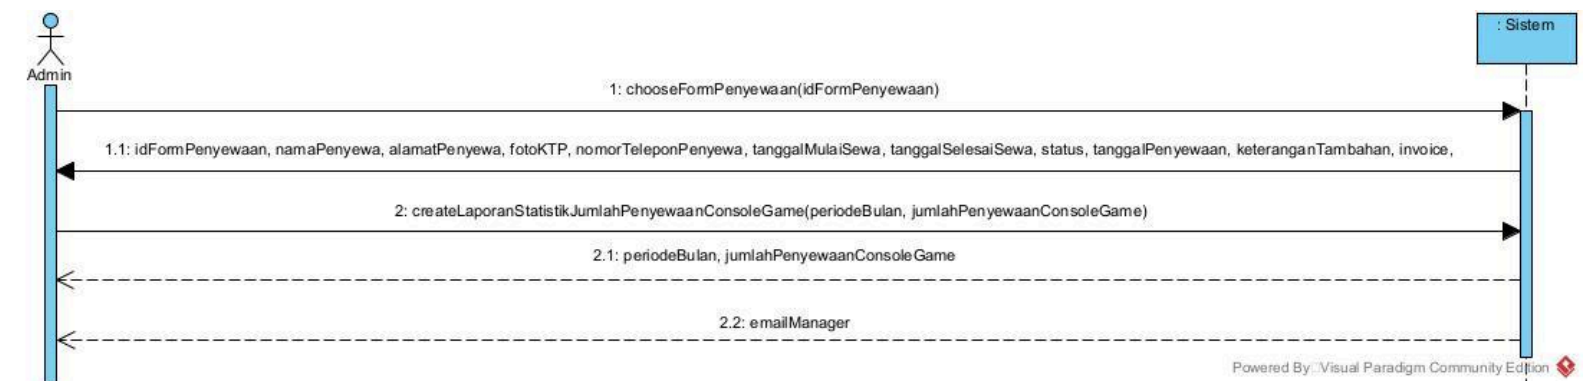 : Sistem
Admin
1: chooseFormPenyewaan(idFormPenyewaan)
1.1: idFormPenyewaan, namaPenyewa, alamatPenyewa, fotoKTP, nomorTeleponPenyewa, tanggalMulaiSewa, tanggalSelesaiSewa, status, tanggalPenyewaan, keteranganTambahan, invoice,
2: createLaporanStatistikJumlahPenyewaanConsoleGame(periodeBulan, jumlahPenyewaanConsoleGame)
2.1: periodeBulan, jumlahPenyewaanConsoleGame
2.2: emailManager
Powered By Visual Paradigm Community Edition